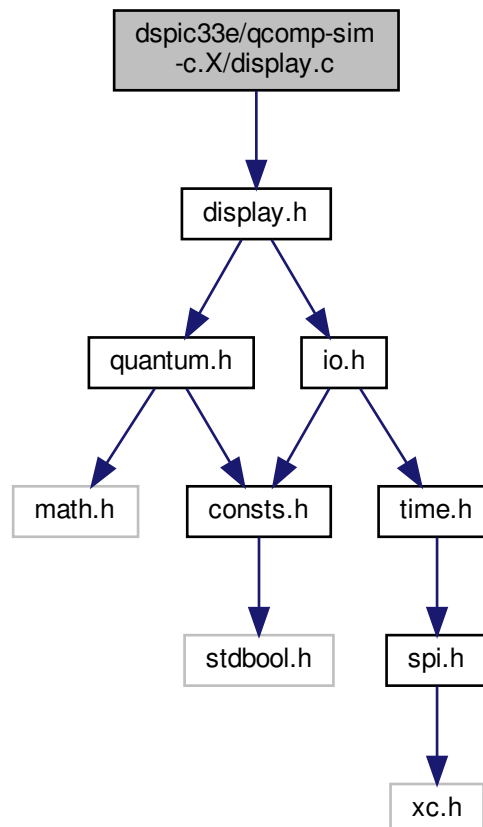 dspic33e/qcomp-sim
-c.X/display.c
display.h
quantum.h
io.h
math.h
consts.h
time.h
stdbool.h
spi.h
xc.h